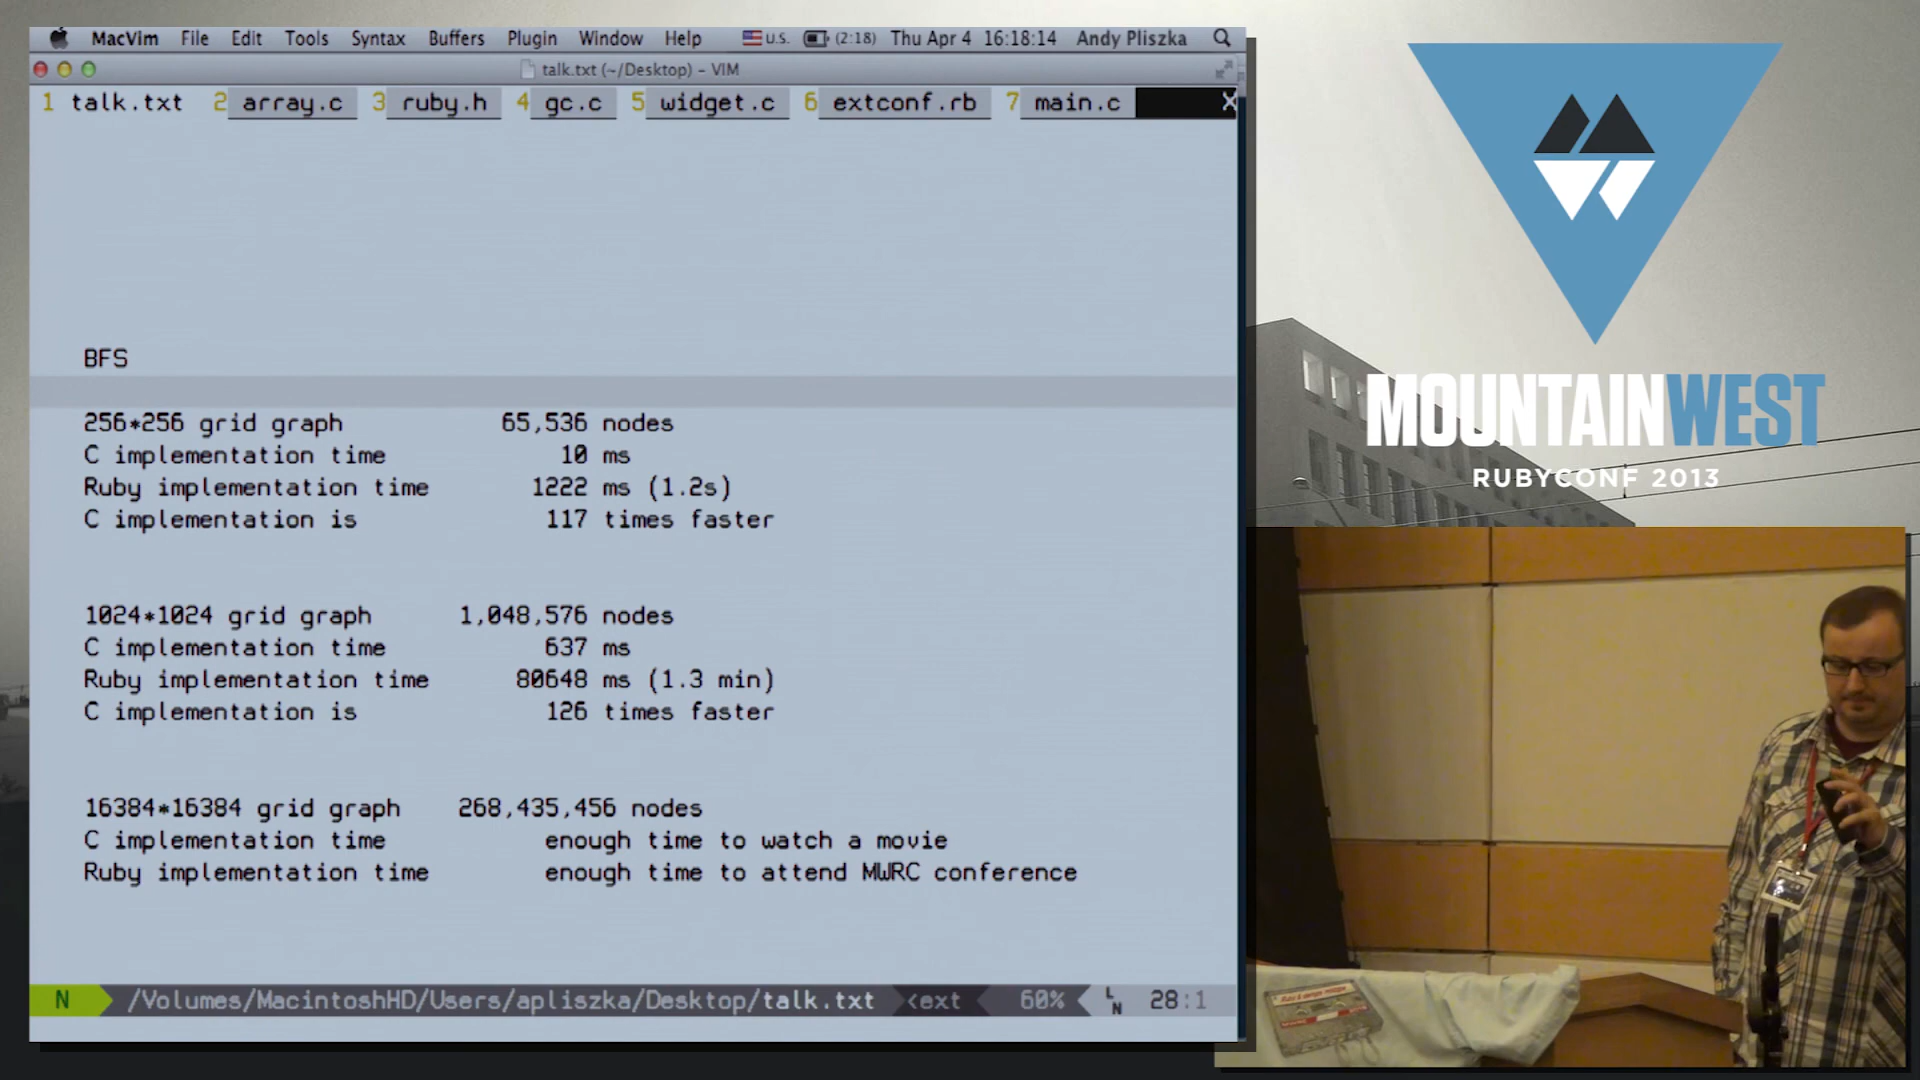 MacVim File Edit Tools Syntax Buffers Plugin Window Help U.S. (2:18) Thu Apr 4 16:18:14 Andy Pliszka
talk.txt (~/Desktop) - VIM
1 talk.txt 2 array.c 3 ruby.h 4 gc.c 5 widget.c 6 extconf.rb 7 main.c X
BFS
256*256 grid graph 65,536 nodes
C implementation time 10 ms
Ruby implementation time 1222 ms (1.2s)
C implementation is 117 times faster
1024*1024 grid graph 1,048,576 nodes
C implementation time 637 ms
Ruby implementation time 80648 ms (1.3 min)
C implementation is 126 times faster
16384*16384 grid graph 268,435,456 nodes
C implementation time enough time to watch a movie
Ruby implementation time enough time to attend MWRC conference
N /Volumes/MacintoshHD/Users/apliszka/Desktop/talk.txt <ext 60% LN 28:1
MOUNTAINWEST
RUBYCONF 2013